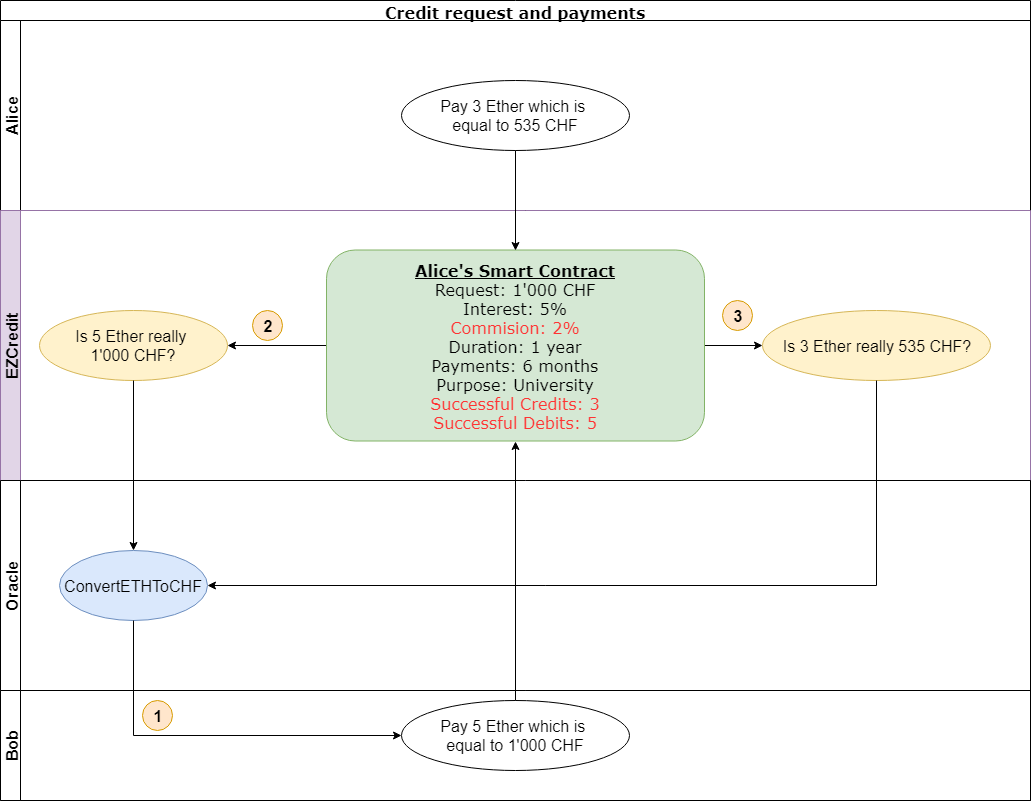 Credit request and payments
Alice
Pay 3 Ether which is
equal to 535 CHF
EZCredit
Alice's Smart Contract
Request: 1'000 CHF
Interest: 5%
Commision: 2%
Duration: 1 year
Payments: 6 months
Purpose: University
Successful Credits: 3
Successful Debits: 5
Is 5 Ether really
1'000 CHF?
2
3
Is 3 Ether really 535 CHF?
Oracle
ConvertETHToCHF
Bob
1
Pay 5 Ether which is
equal to 1'000 CHF